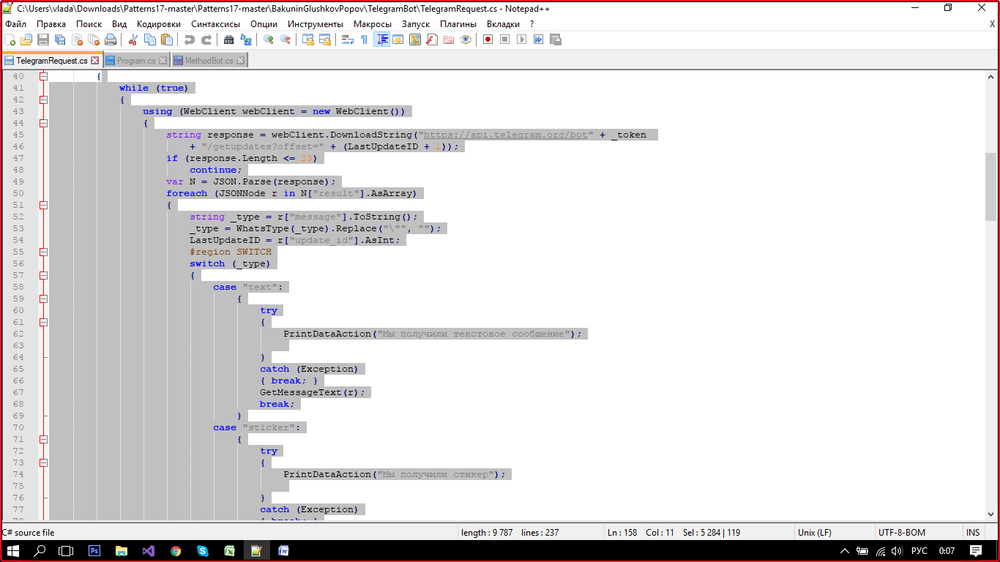 C:\Users\vlada\Downloads\Patterns17-master\Patterns17-master\BakuninGlushkovPopov\TelegramBot\TelegramRequest.cs - Notepad++
Файл Правка Поиск Вид Кодировки Синтаксисы Опции Инструменты Макросы Запуск Плагины Вкладки ? X
TelegramRequest.cs Program.cs MethodBot.cs
40 {
41 while (true)
42 {
43 using (WebClient webClient = new WebClient())
44 {
45 string response = webClient.DownloadString("https://api.telegram.org/bot" + _token
46 + "/getupdates?offset=" + (LastUpdateID + 1));
47 if (response.Length <= 23)
48 continue;
49 var N = JSON.Parse(response);
50 foreach (JSONNode r in N["result"].AsArray)
51 {
52 string _type = r["message"].ToString();
53 _type = WhatsType(_type).Replace("\"", "");
54 LastUpdateID = r["update_id"].AsInt;
55 #region SWITCH
56 switch (_type)
57 {
58 case "text":
59 {
60 try
61 {
62 PrintDataAction("Мы получили текстовое сообщение");
63
64 }
65 catch (Exception)
66 { break; }
67 GetMessageText(r);
68 break;
69 }
70 case "sticker":
71 {
72 try
73 {
74 PrintDataAction("Мы получили стикер");
75
76 }
77 catch (Exception)
78 { break; }
C# source file length : 9 787 lines : 237 Ln : 158 Col : 11 Sel : 5 284 | 119 Unix (LF) UTF-8-BOM INS
РУС 0:07